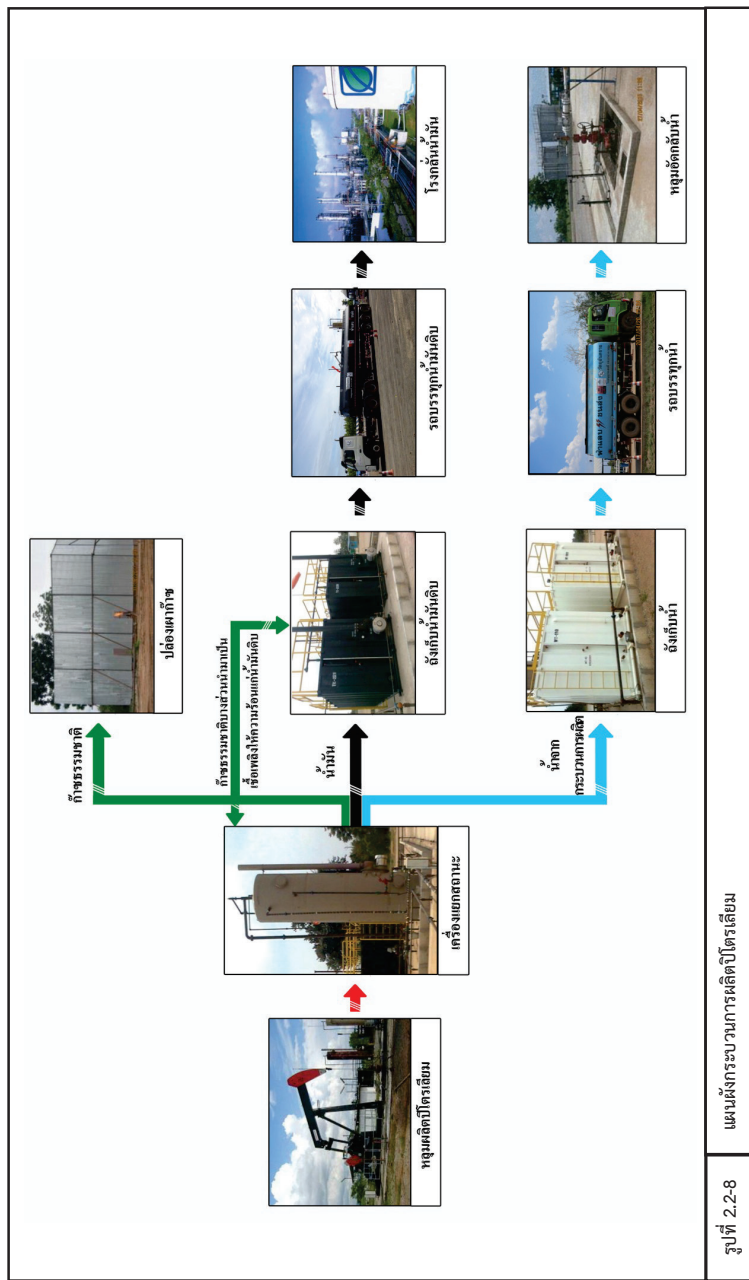 ก๊าซธรรมชาติ
ปล่องเผาก๊าซ
ก๊าซธรรมชาติบางส่วนนำมาเป็น
เชื้อเพลิงให้ความร้อนแก่น้ำมันดิบ
หลุมผลิตปิโตรเลียม
เครื่องแยกสถานะ
น้ำมัน
ถังเก็บน้ำมันดิบ
รถบรรทุกน้ำมันดิบ
โรงกลั่นน้ำมัน
น้ำจาก
กระบวนการผลิต
ถังเก็บน้ำ
รถบรรทุกน้ำ
หลุมอัดกลับน้ำ
รูปที่ 2.2-8
แผนผังกระบวนการผลิตปิโตรเลียม